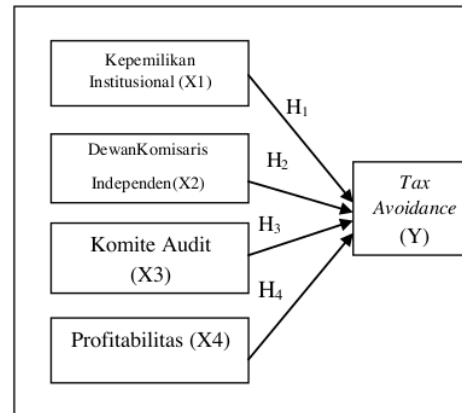 Kepemilikan
Institusional (X1)
H1
DewanKomisaris
Independen(X2)
H2
Tax
Avoidance
(Y)
Komite Audit
(X3)
H3
H4
Profitabilitas (X4)